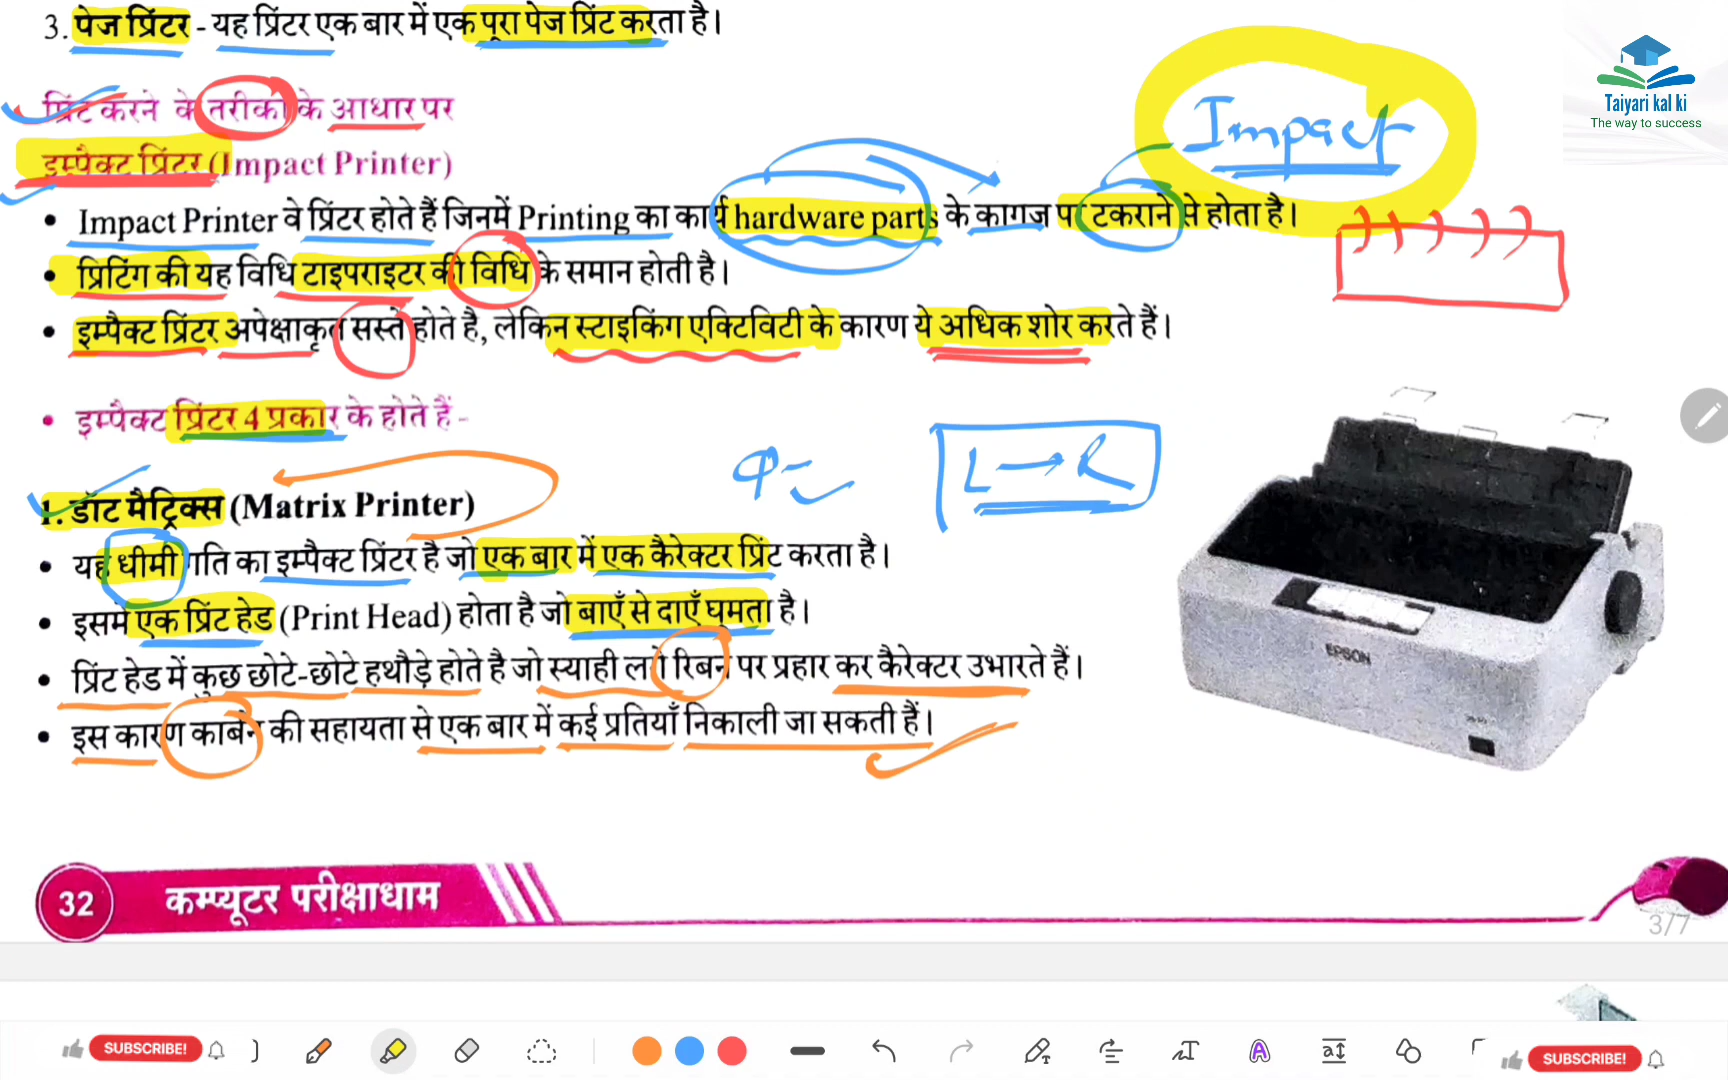 3. पेज प्रिंटर - यह प्रिंटर एक बार में एक पूरा पेज प्रिंट करता है।
Taiyari kal ki
The way to success
प्रिंट करने के तरीको के आधार पर
Impact
इम्पैक्ट प्रिंटर (Impact Printer)
• Impact Printer वे प्रिंटर होते हैं जिनमें Printing का कार्य hardware parts के कागज पर टकराने से होता है।
• प्रिटिंग की यह विधि टाइपराइटर की विधि के समान होती है।
• इम्पैक्ट प्रिंटर अपेक्षाकृत सस्ते होते है, लेकिन स्टाइकिंग एक्टिविटी के कारण ये अधिक शोर करते हैं।
• इम्पैक्ट प्रिंटर 4 प्रकार के होते हैं -
L → R
1. डॉट मैट्रिक्स (Matrix Printer)
• यह धीमी गति का इम्पैक्ट प्रिंटर है जो एक बार में एक कैरेक्टर प्रिंट करता है।
• इसमें एक प्रिंट हेड (Print Head) होता है जो बाएँ से दाएँ घूमता है।
EPSON
• प्रिंट हेड में कुछ छोटे-छोटे हथौड़े होते है जो स्याही लगे रिबन पर प्रहार कर कैरेक्टर उभारते हैं।
• इस कारण कार्बन की सहायता से एक बार में कई प्रतियाँ निकाली जा सकती हैं।
32 कम्प्यूटर परीक्षाधाम
3/7
SUBSCRIBE!
SUBSCRIBE!